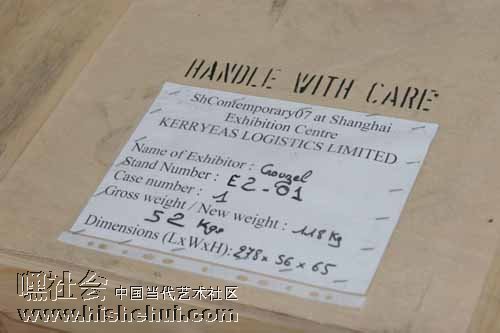 HANDLE WITH CARE
ShContemporary07 at Shanghai
Exhibition Centre
KERRYEAS LOGISTICS LIMITED
Name of Exhibitor : Gouzel
Stand Number : E2-01
Case number : 1
Gross weight / New weight : 118 Kg
52 Kgs
Dimensions (LxWxH): 278 x 56 x 65
嘿社会 中国当代艺术社区
www.hishehui.com